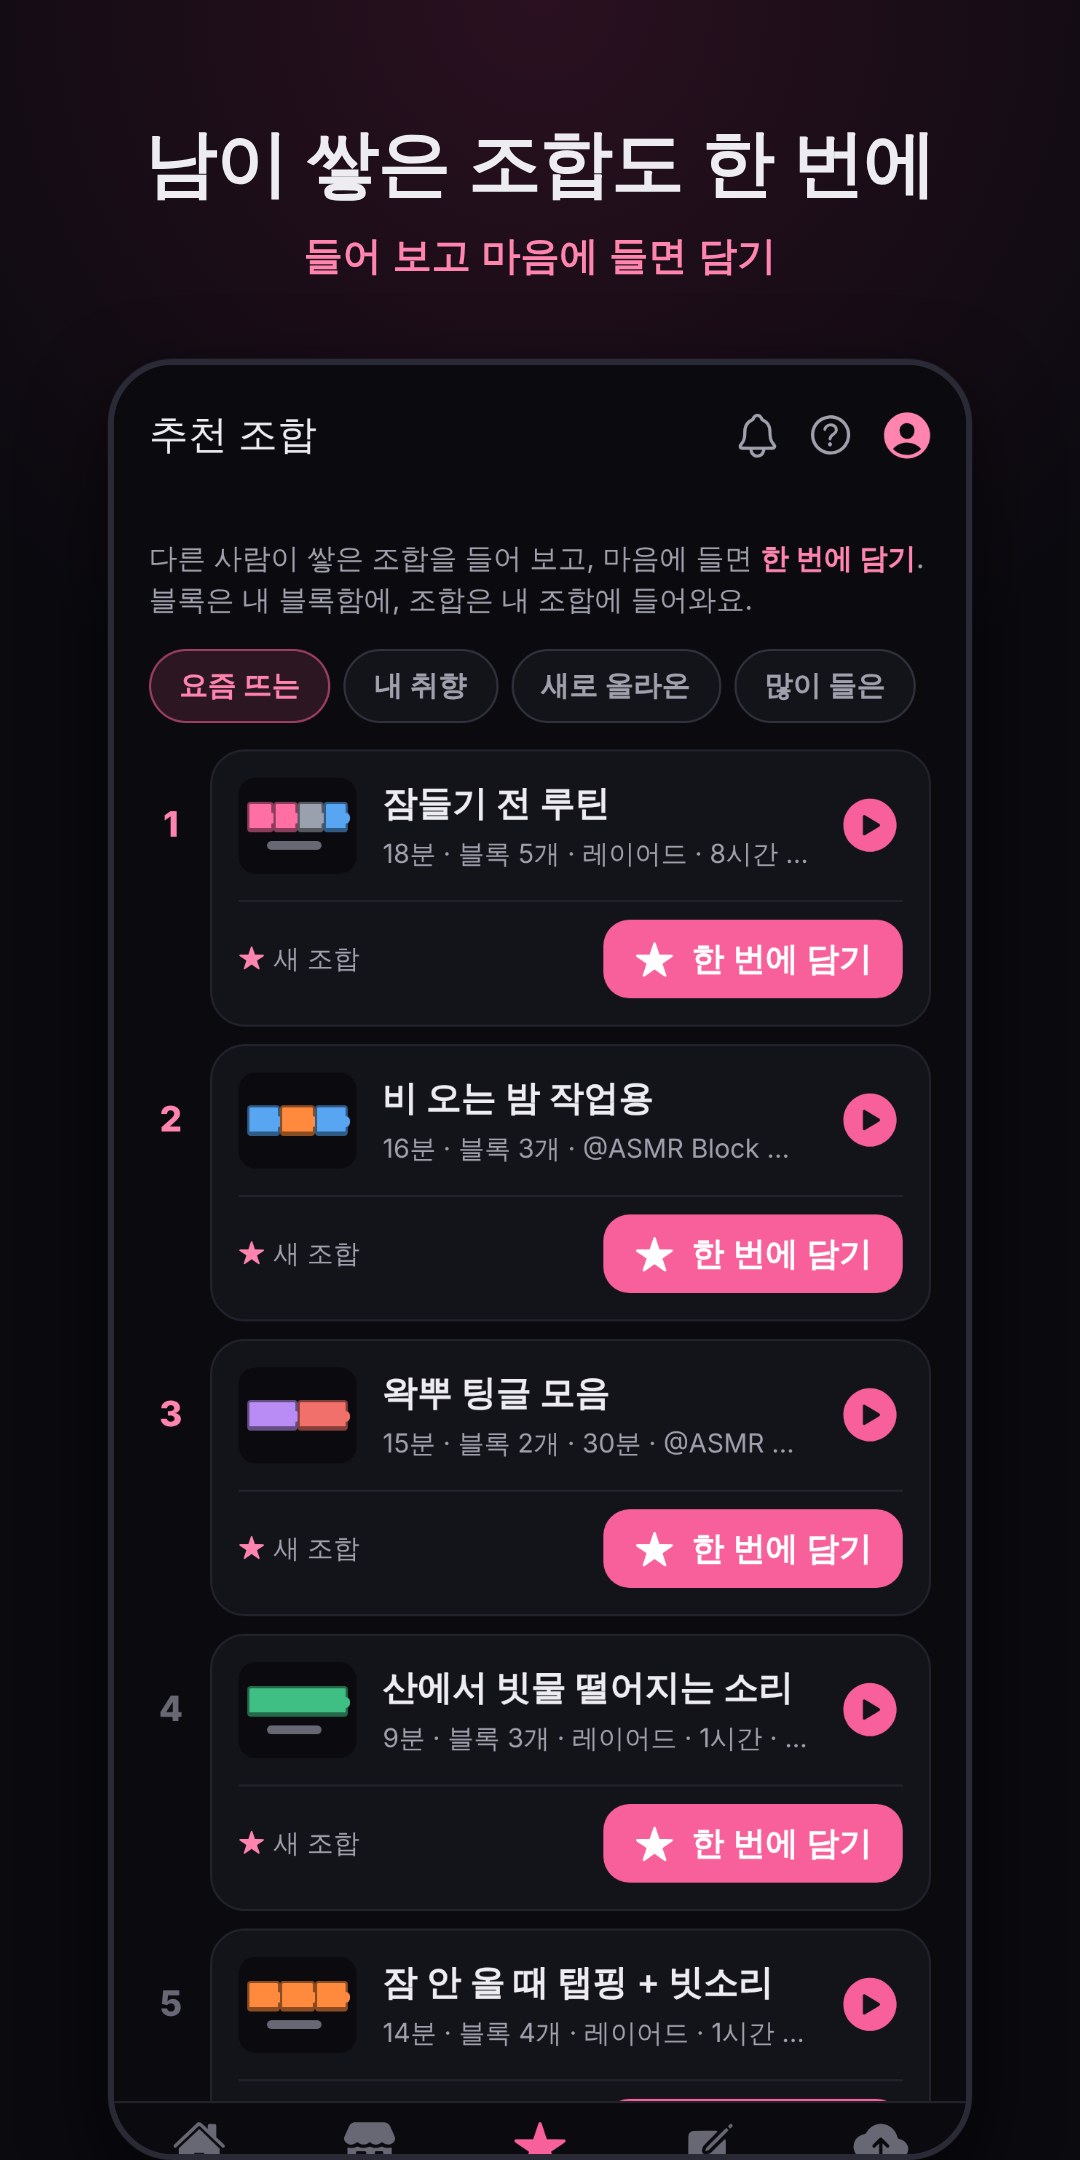 남이 쌓은 조합도 한 번에
들어 보고 마음에 들면 담기
추천 조합
다른 사람이 쌓은 조합을 들어 보고, 마음에 들면 한 번에 담기.
블록은 내 블록함에, 조합은 내 조합에 들어와요.
요즘 뜨는 내 취향 새로 올라온 많이 들은
1
잠들기 전 루틴
18분 · 블록 5개 · 레이어드 · 8시간 ...
★ 새 조합
★ 한 번에 담기
2
비 오는 밤 작업용
16분 · 블록 3개 · @ASMR Block ...
★ 새 조합
★ 한 번에 담기
3
왁뿌 팅글 모음
15분 · 블록 2개 · 30분 · @ASMR ...
★ 새 조합
★ 한 번에 담기
4
산에서 빗물 떨어지는 소리
9분 · 블록 3개 · 레이어드 · 1시간 · ...
★ 새 조합
★ 한 번에 담기
5
잠 안 올 때 탭핑 + 빗소리
14분 · 블록 4개 · 레이어드 · 1시간 ...